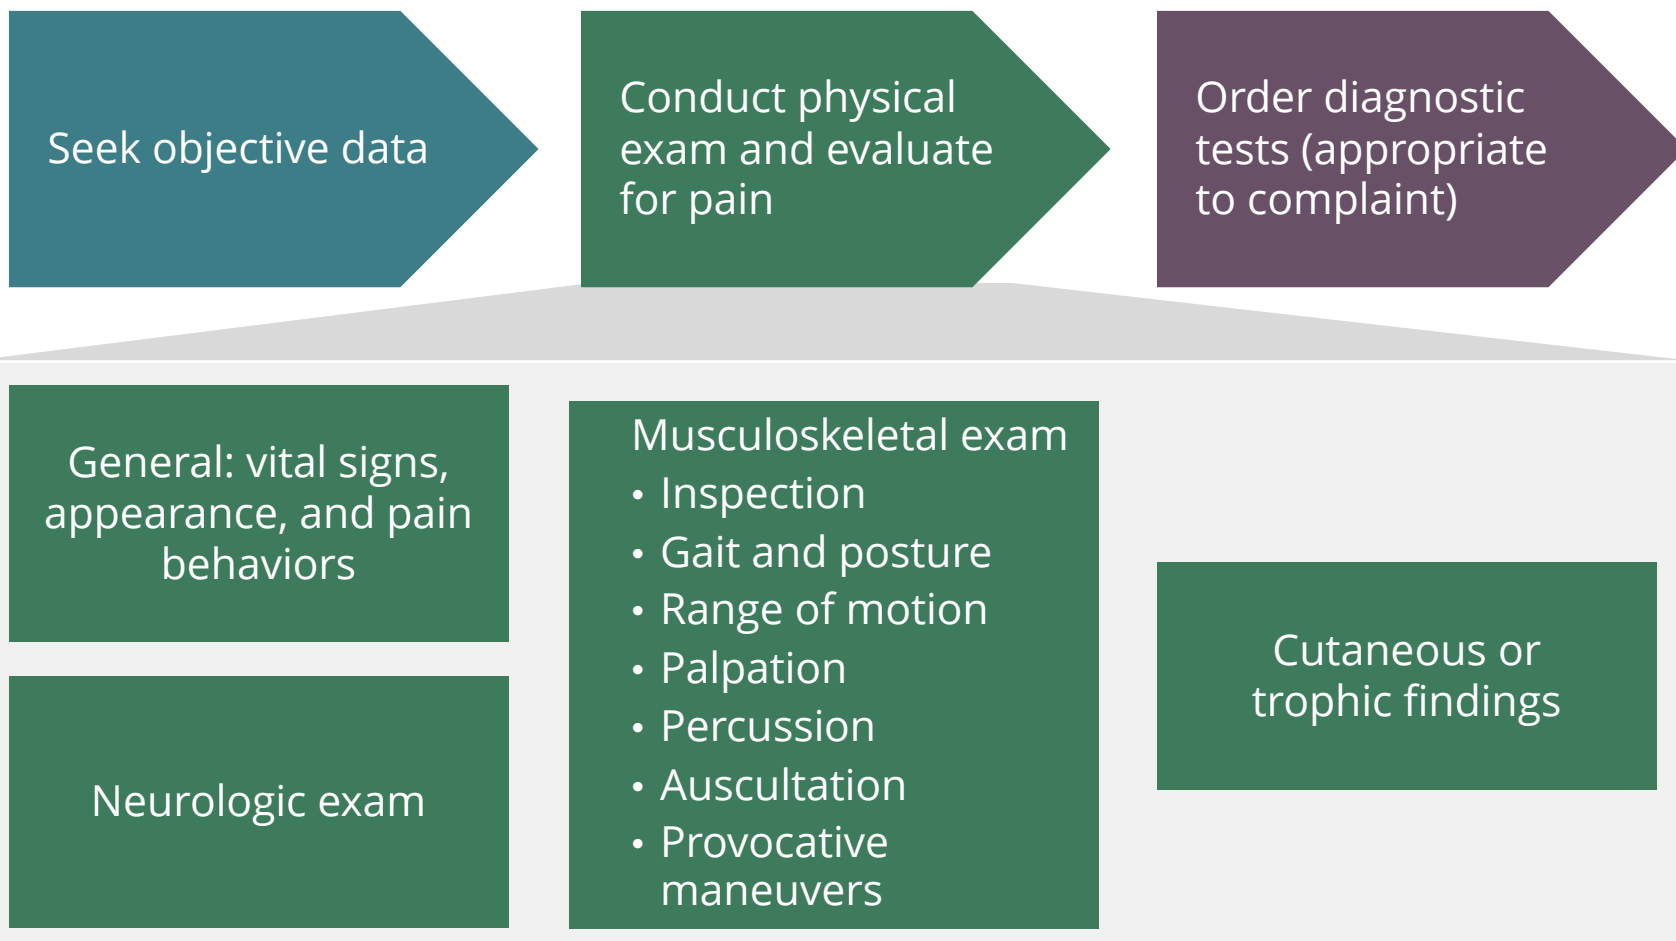 Seek objective data
Conduct physical
exam and evaluate
for pain
Order diagnostic
tests (appropriate
to complaint)
General: vital signs,
appearance, and pain
behaviors
Neurologic exam
Musculoskeletal exam
• Inspection
• Gait and posture
• Range of motion
• Palpation
• Percussion
• Auscultation
• Provocative
maneuvers
Cutaneous or
trophic findings